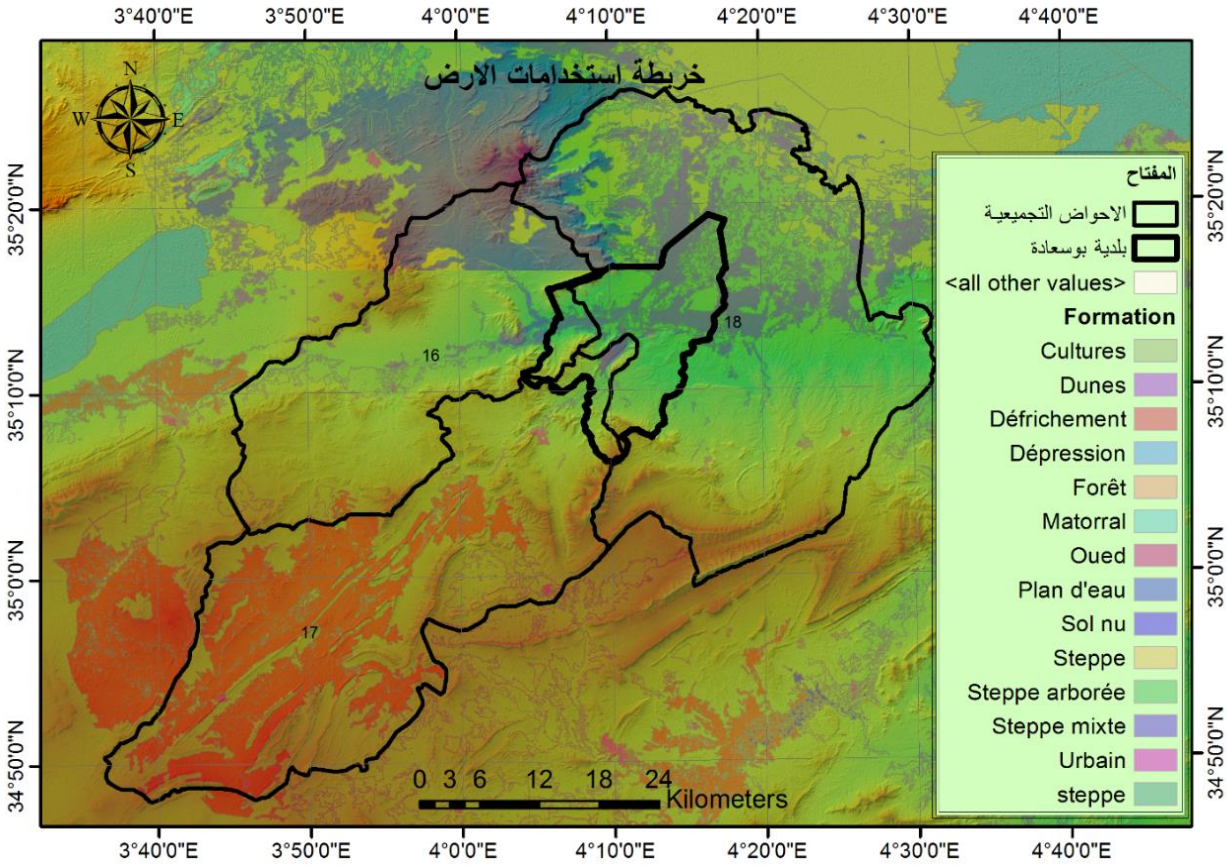 3°40'0"E 3°50'0"E 4°0'0"E 4°10'0"E 4°20'0"E 4°30'0"E 4°40'0"E
خريطة استخدامات الارض
N
W E
S
35°20'0"N
35°10'0"N
35°0'0"N
34°50'0"N
16
17
18
المفتاح
الاحواض التجميعية
بلدية بوسعادة
<all other values>
Formation
Cultures
Dunes
Défrichement
Dépression
Forêt
Matorral
Oued
Plan d'eau
Sol nu
Steppe
Steppe arborée
Steppe mixte
Urbain
steppe
35°20'0"N
35°10'0"N
35°0'0"N
34°50'0"N
0 3 6 12 18 24
Kilometers
3°40'0"E 3°50'0"E 4°0'0"E 4°10'0"E 4°20'0"E 4°30'0"E 4°40'0"E